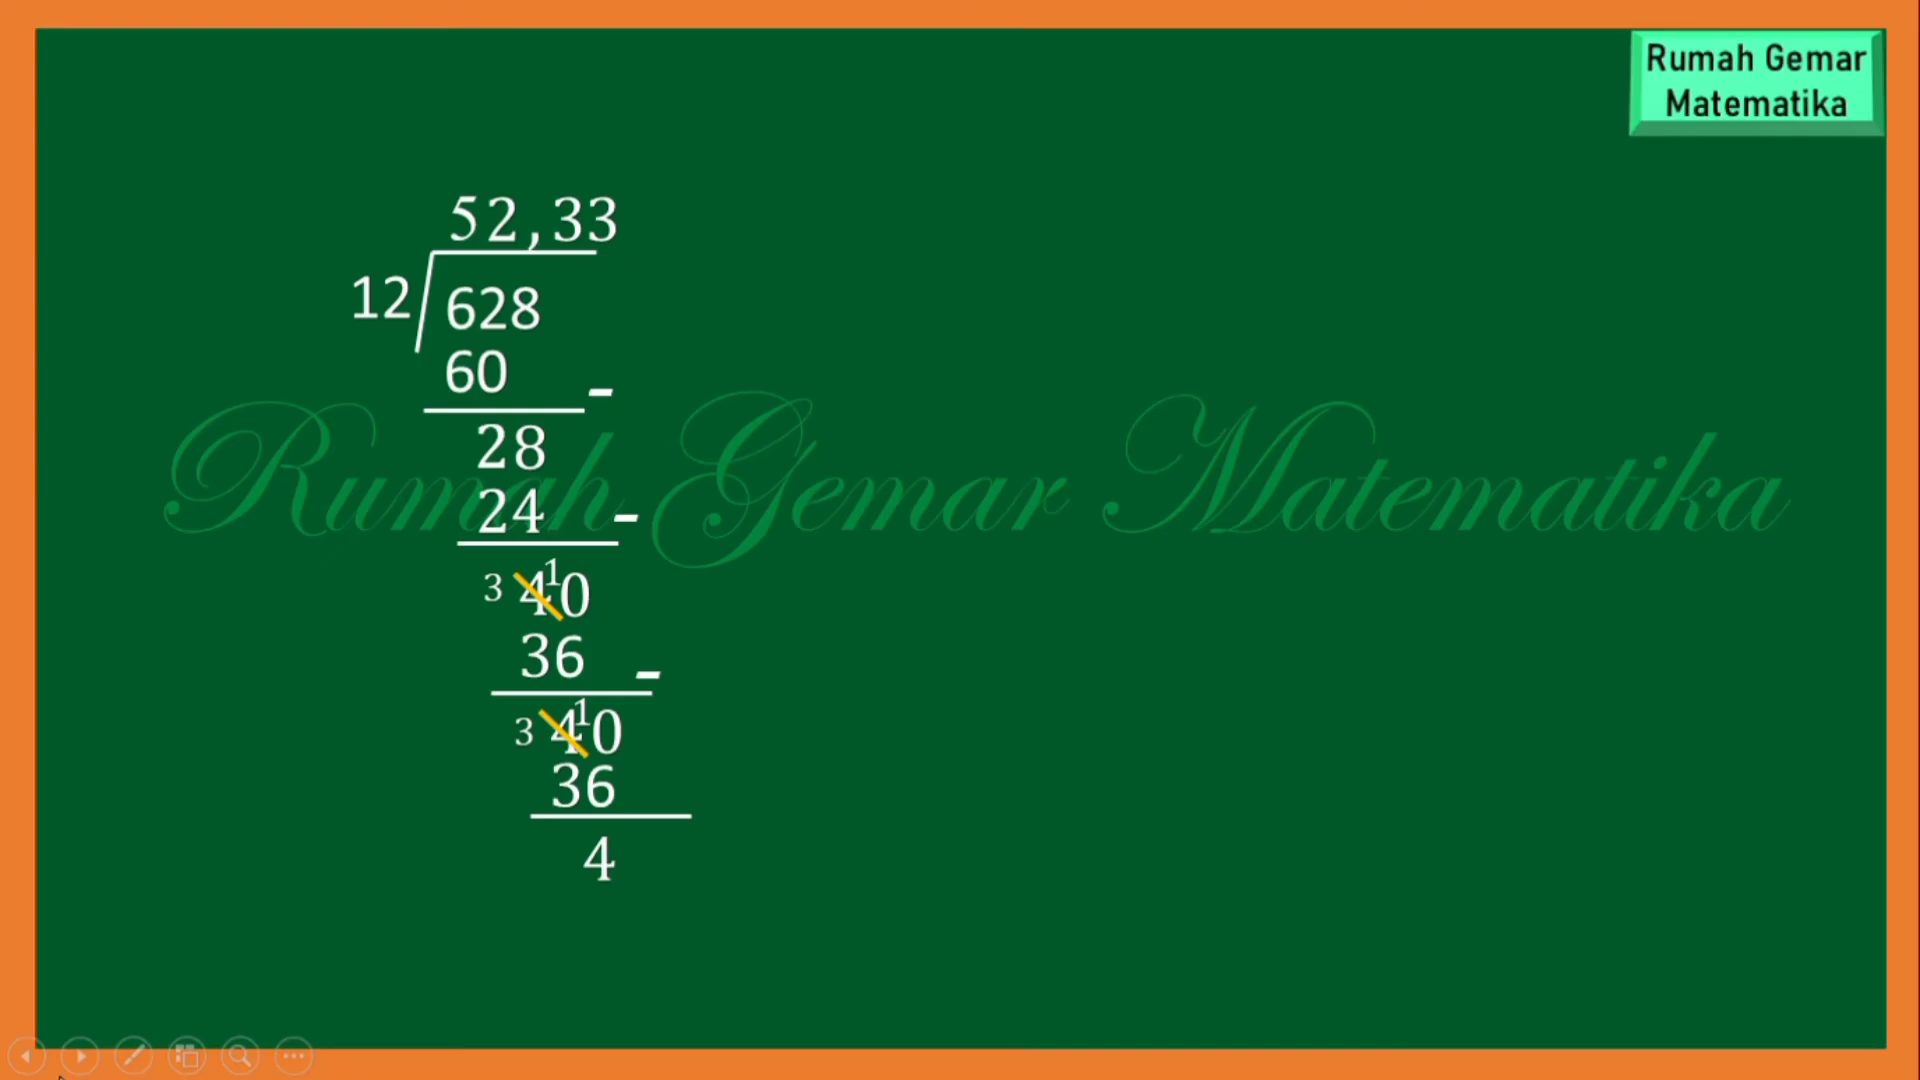 Rumah Gemar
Matematika
52,33
12 628
60 -
28
24 -
3 4 1 0
36 -
3 4 1 0
36
4
Rumah Gemar Matematika